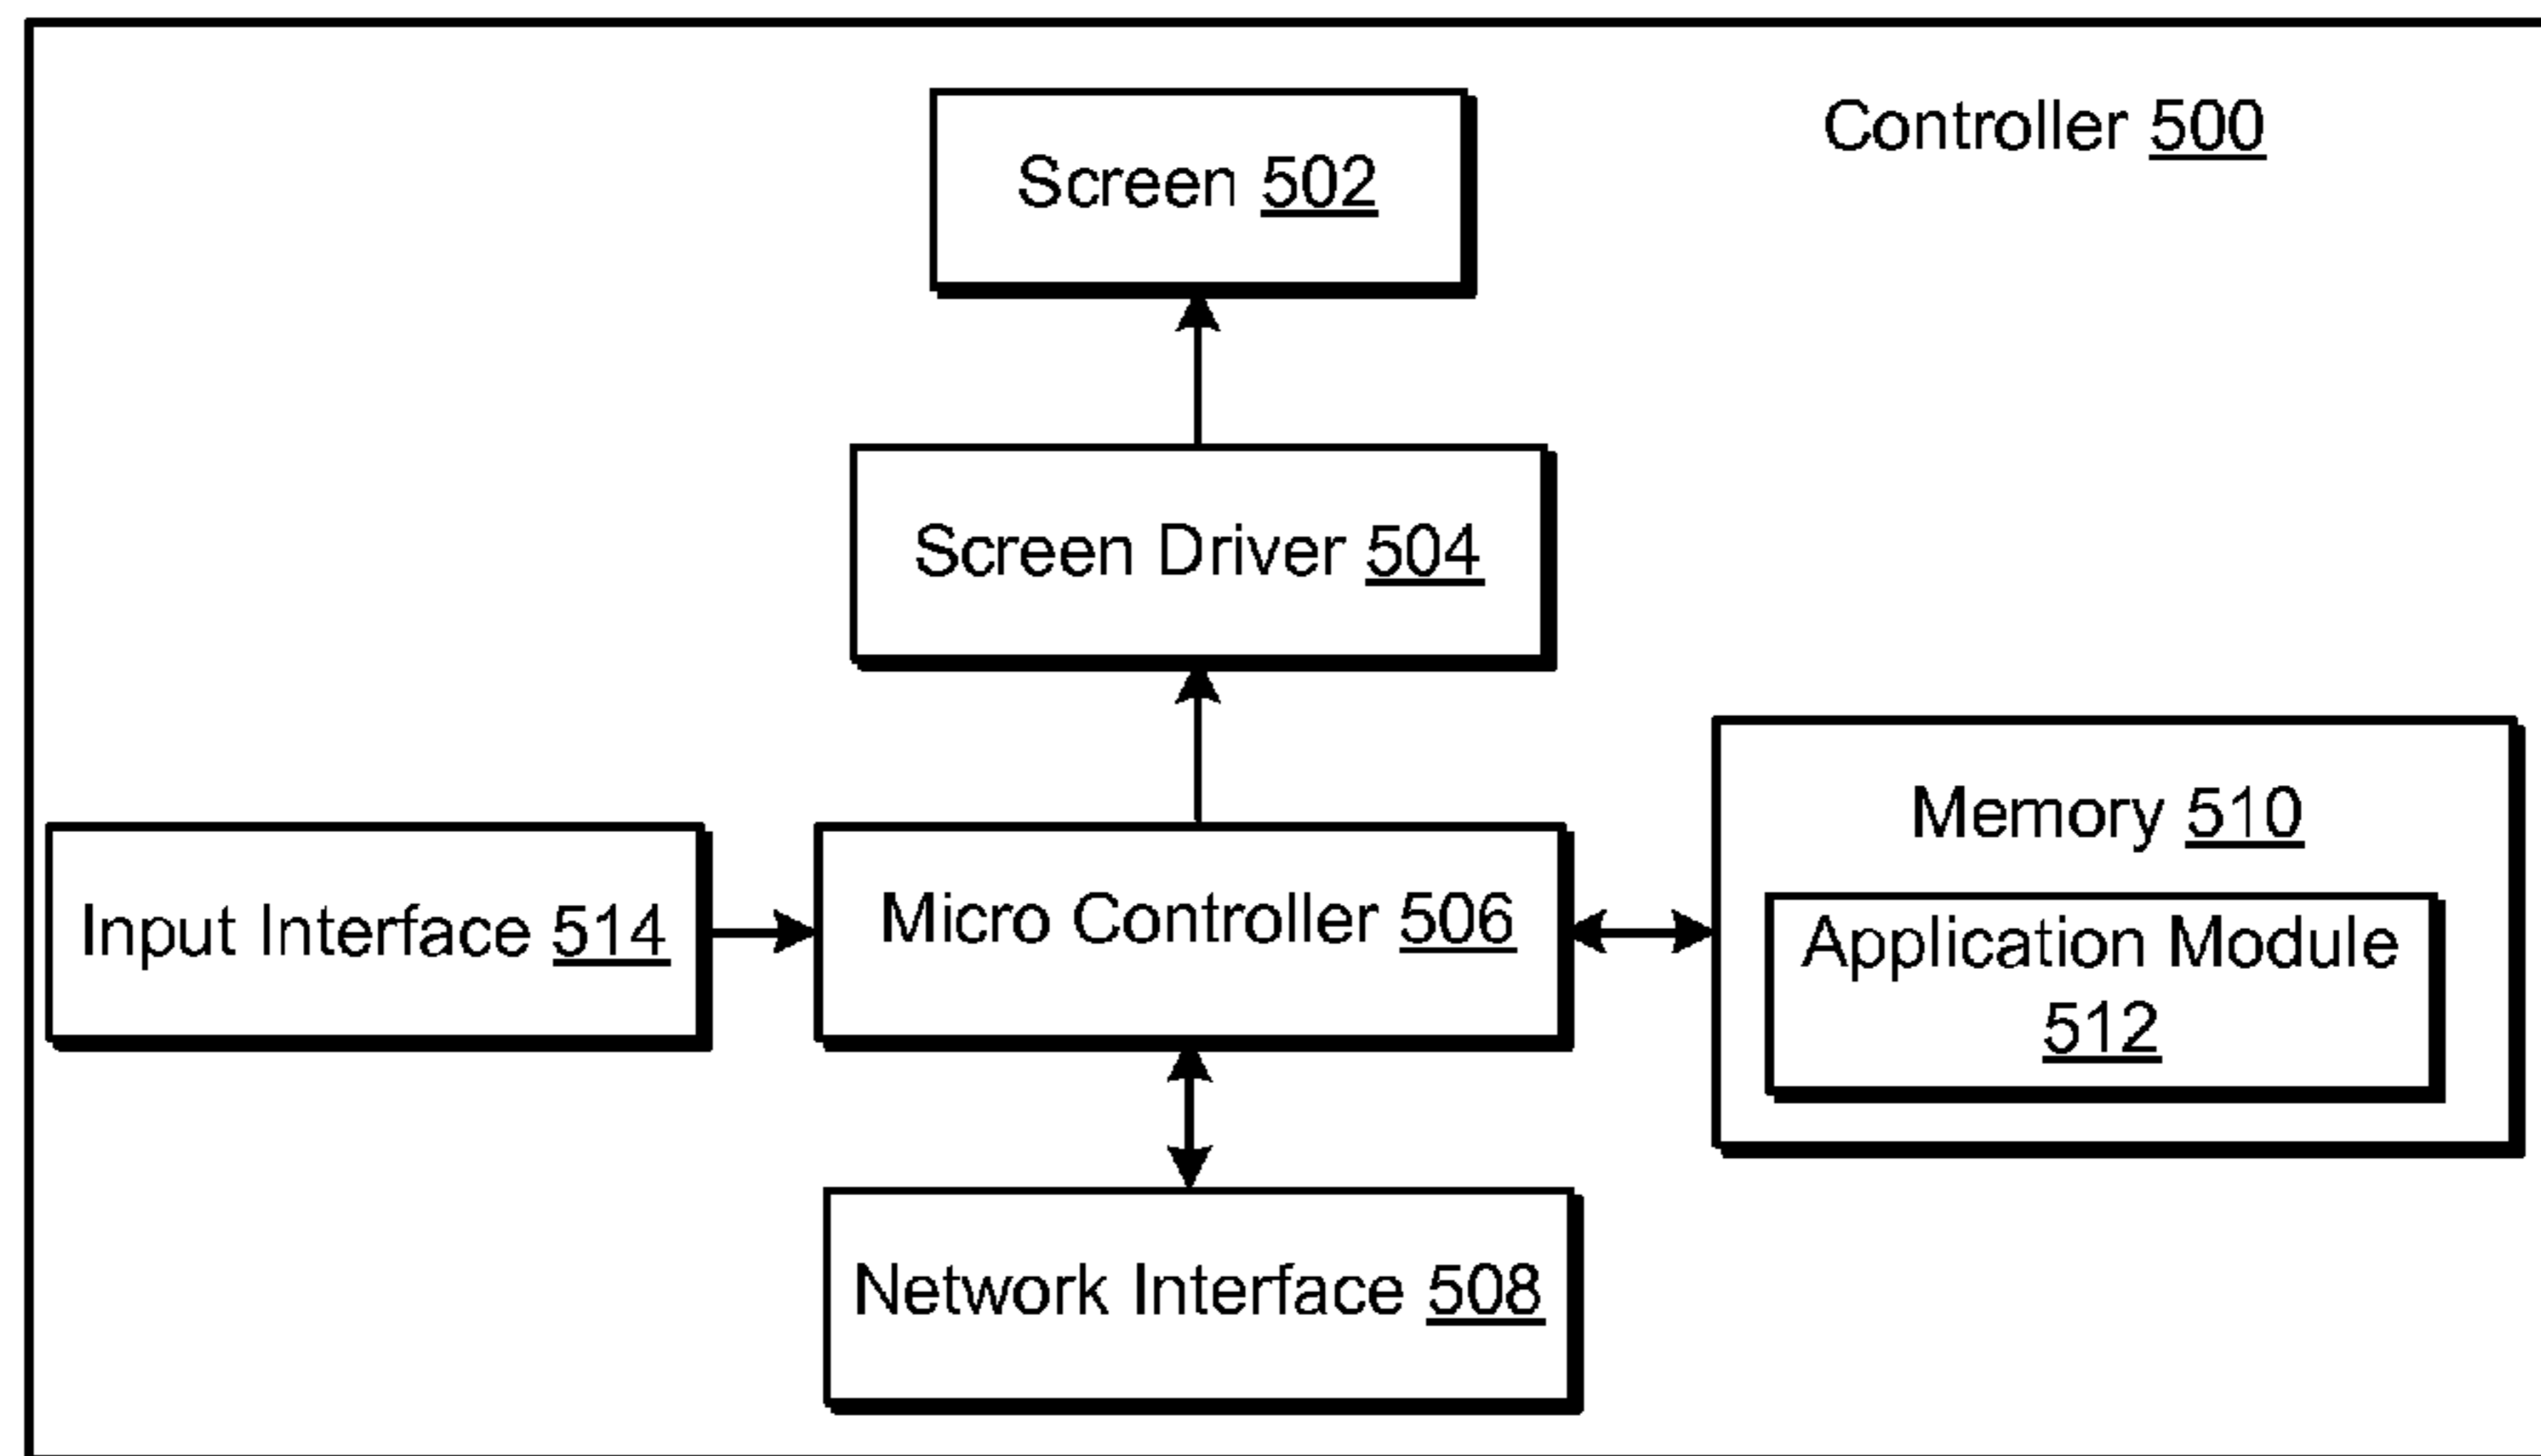 Controller 500
Screen 502
Screen Driver 504
Input Interface 514
Micro Controller 506
Memory 510
Application Module
512
Network Interface 508